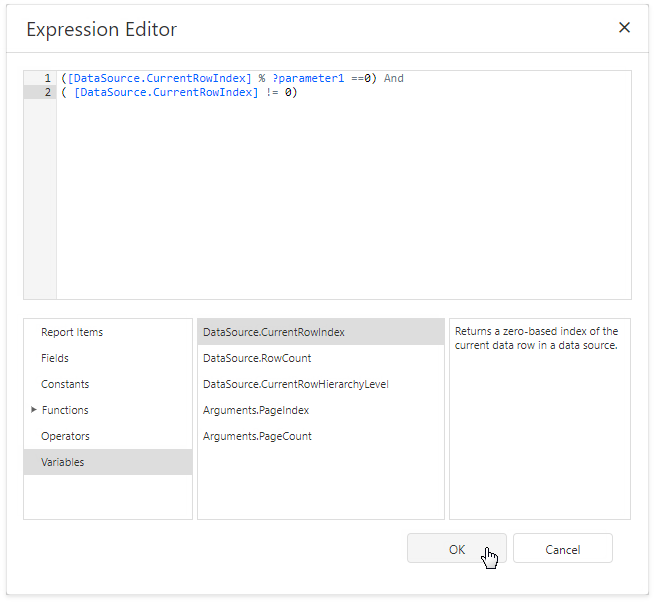 Expression Editor
1 ([DataSource.CurrentRowIndex] % ?parameter1 ==0) And
2 ( [DataSource.CurrentRowIndex] != 0)
Report Items
Fields
Constants
Functions
Operators
Variables
DataSource.CurrentRowIndex
DataSource.RowCount
DataSource.CurrentRowHierarchyLevel
Arguments.PageIndex
Arguments.PageCount
Returns a zero-based index of the
current data row in a data source.
OK
Cancel